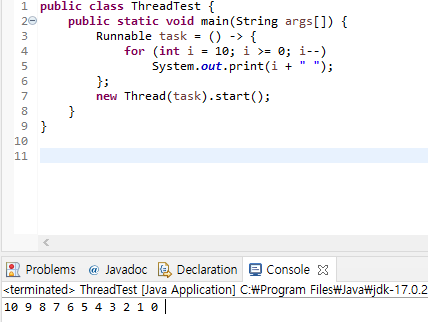 1 public class ThreadTest {
2 public static void main(String args[]) {
3 Runnable task = () -> {
4 for (int i = 10; i >= 0; i--)
5 System.out.print(i + " ");
6 };
7 new Thread(task).start();
8 }
9 }
10
11
Problems @ Javadoc Declaration Console
<terminated> ThreadTest [Java Application] C:₩Program Files₩Java₩jdk-17.0.2
10 9 8 7 6 5 4 3 2 1 0